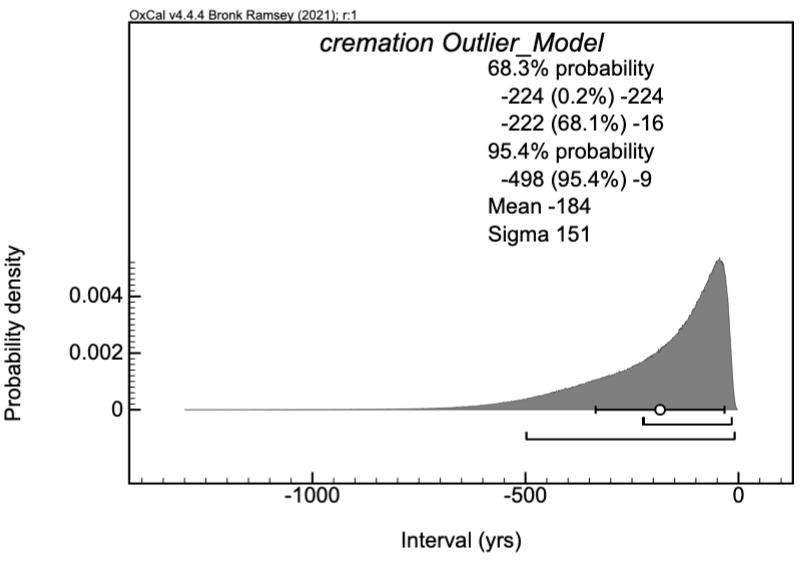 OxCal v4.4.4 Bronk Ramsey (2021); r:1
cremation Outlier_Model
68.3% probability
-224 (0.2%) -224
-222 (68.1%) -16
95.4% probability
-498 (95.4%) -9
Mean -184
Sigma 151
Probability density
0.004
0.002
0
-1000
-500
0
Interval (yrs)